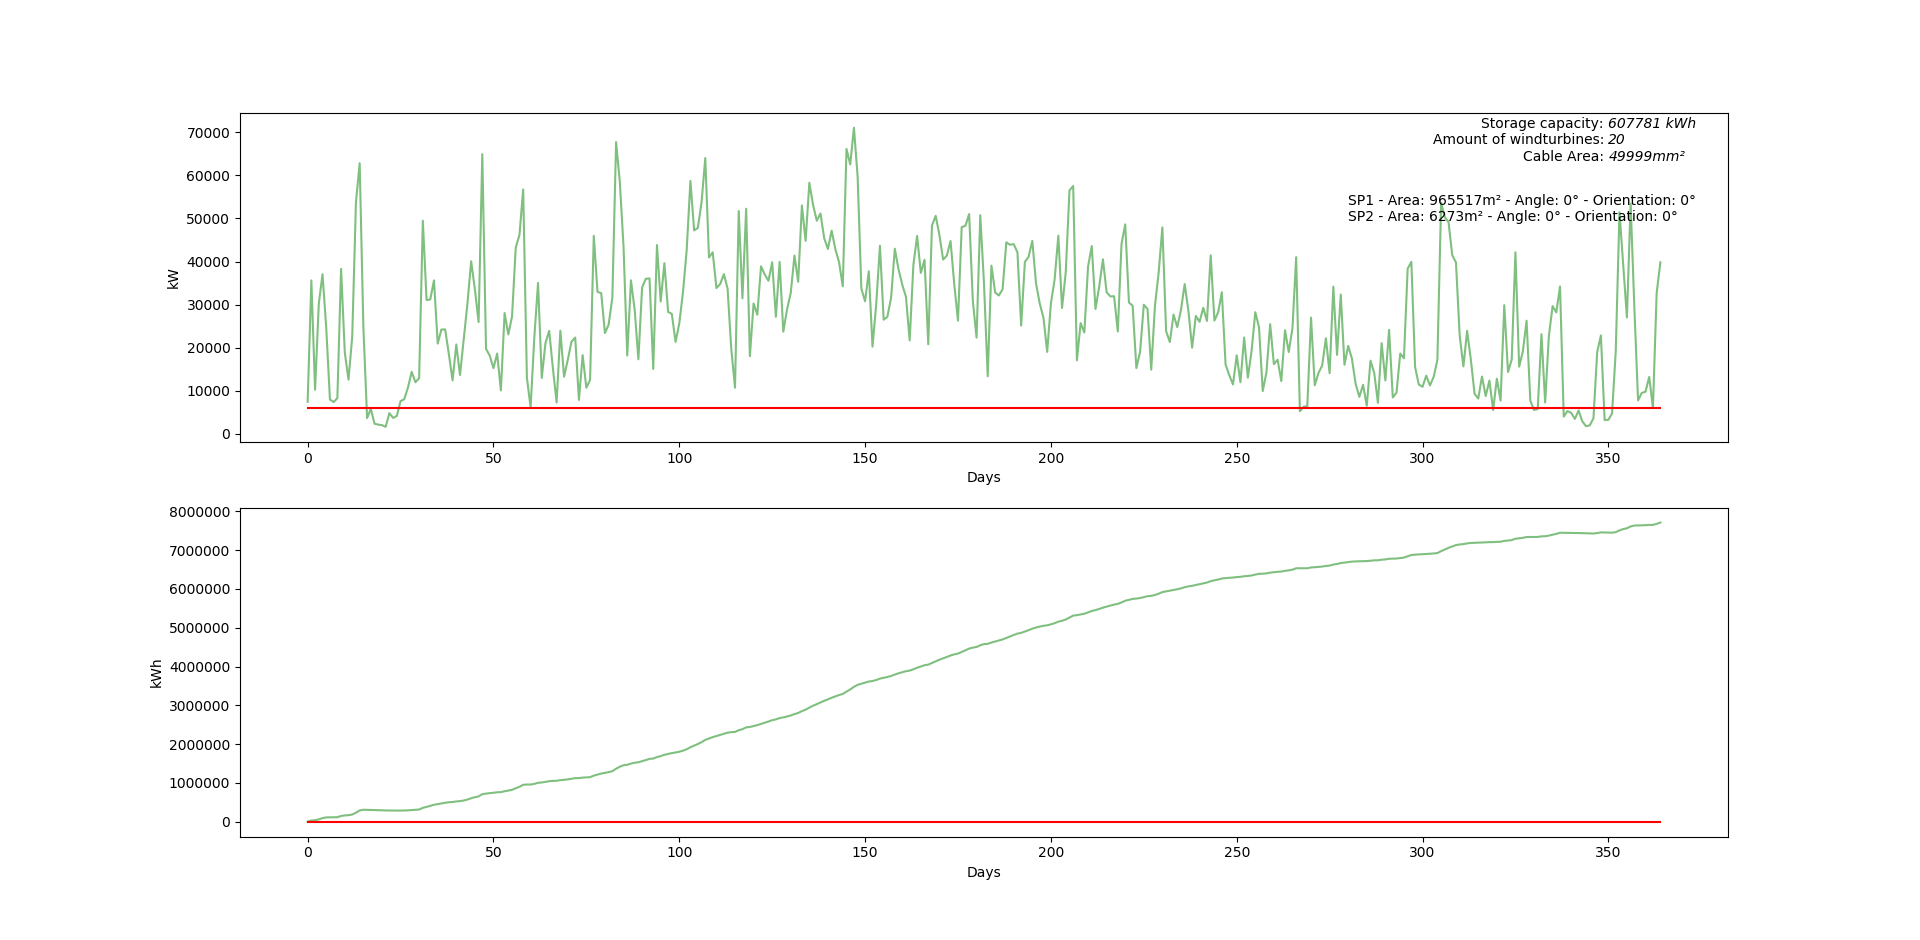 70000
60000
50000
40000
30000
20000
10000
0
kW
Storage capacity: 607781 kWh
Amount of windturbines: 20
Cable Area: 49999mm²
SP1 - Area: 965517m² - Angle: 0° - Orientation: 0°
SP2 - Area: 6273m² - Angle: 0° - Orientation: 0°
0 50 100 150 200 250 300 350
Days
8000000
7000000
6000000
5000000
4000000
3000000
2000000
1000000
0
kWh
0 50 100 150 200 250 300 350
Days